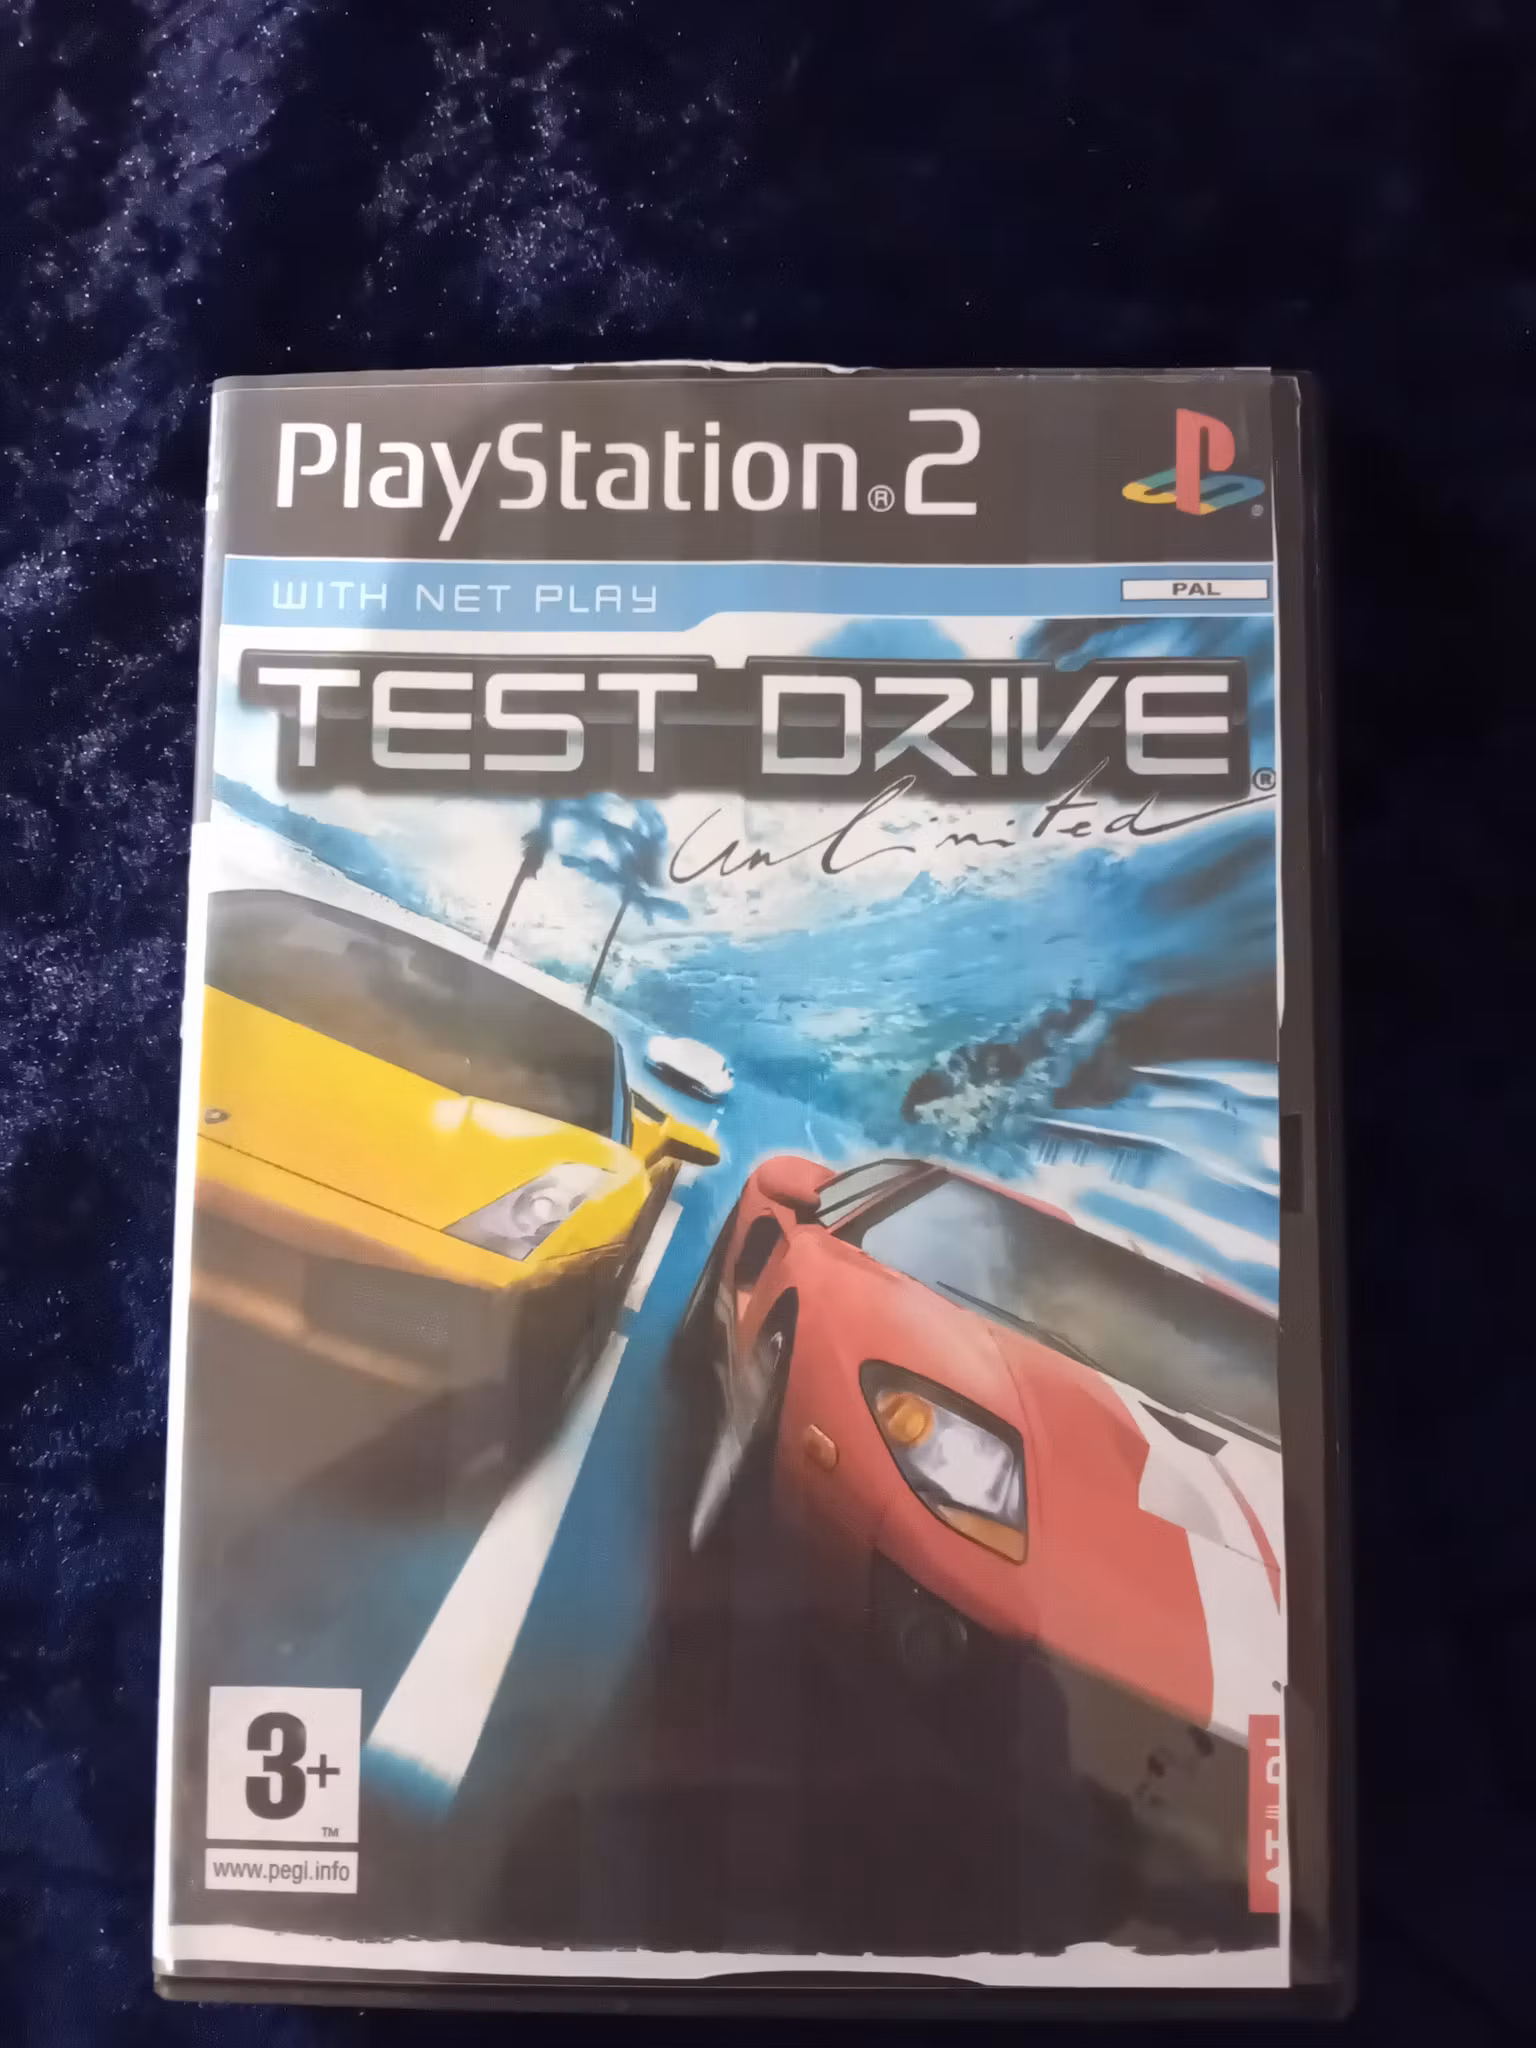 PlayStation®2
WITH NET PLAY
PAL
TEST DRIVE®
Unlimited
3+™
www.pegi.info